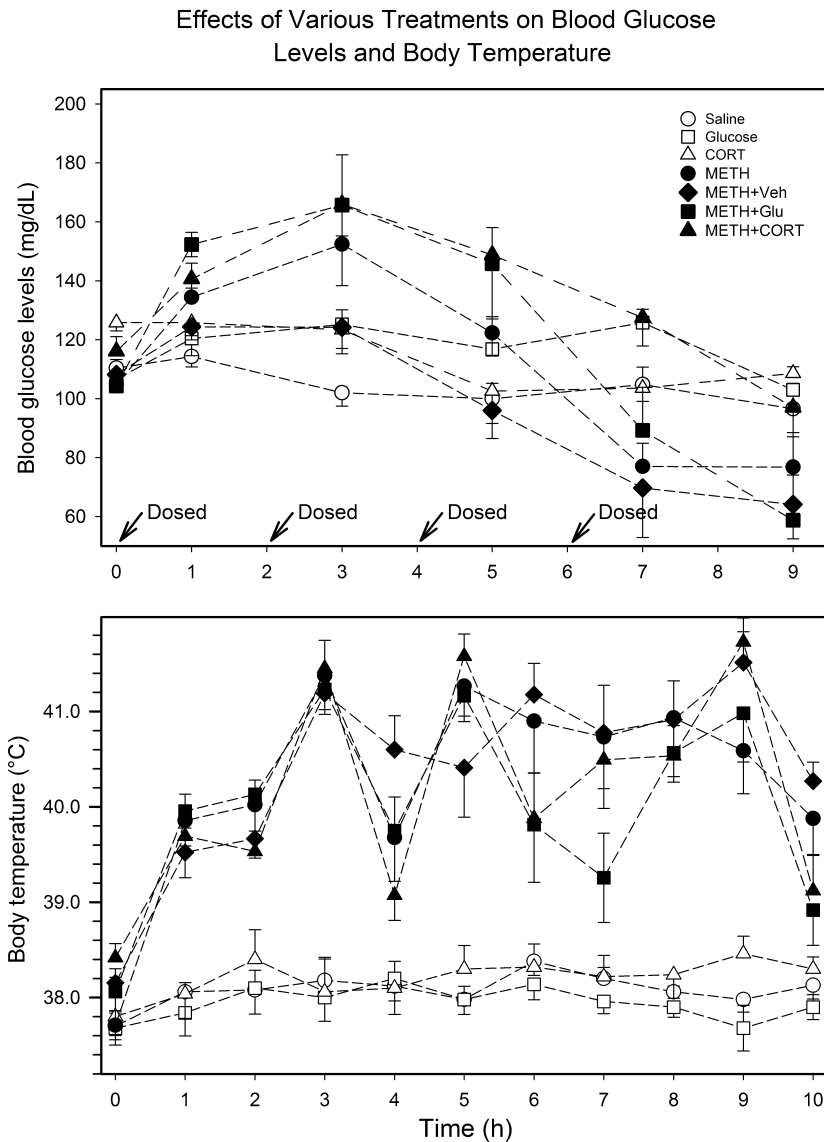 Effects of Various Treatments on Blood Glucose
Levels and Body Temperature
Blood glucose levels (mg/dL)
200
180
160
140
120
100
80
60
Saline
Glucose
CORT
METH
METH+Veh
METH+Glu
METH+CORT
Dosed Dosed Dosed Dosed
0 1 2 3 4 5 6 7 8 9
Body temperature (°C)
41.0
40.0
39.0
38.0
0 1 2 3 4 5 6 7 8 9 10
Time (h)